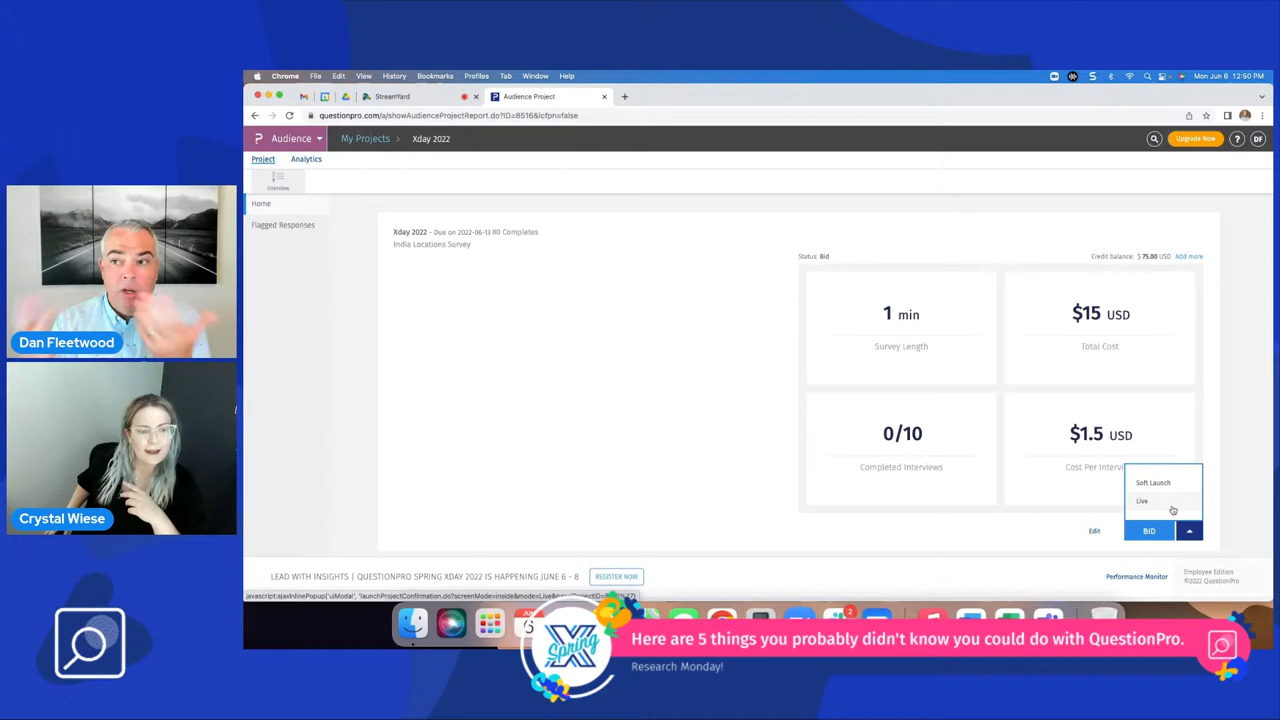 Chrome File Edit View History Bookmarks Profiles Tab Window Help Mon Jun 6 12:50 PM
StreamYard Audience Project
questionpro.com/a/showAudienceProjectReport.do?ID=8516&lcfpn=false
Audience My Projects > Xday 2022 Upgrade Now ? DF
Project Analytics
Overview
Home
Flagged Responses
Xday 2022 - Due on 2022-06-13 #0 Completes
India Locations Survey
Status: Bid Credit balance: $ 75.00 USD Add more
1 min
Survey Length
$15 USD
Total Cost
0/10
Completed Interviews
$1.5 USD
Cost Per
Soft Launch
Live
Edit BID
Dan Fleetwood
Crystal Wiese
LEAD WITH INSIGHTS | QUESTIONPRO SPRING XDAY 2022 IS HAPPENING JUNE 6 - 8 REGISTER NOW
Performance Monitor
Employee Edition
©2022 QuestionPro
2
X
Spring
Here are 5 things you probably didn't know you could do with QuestionPro.
Research Monday!